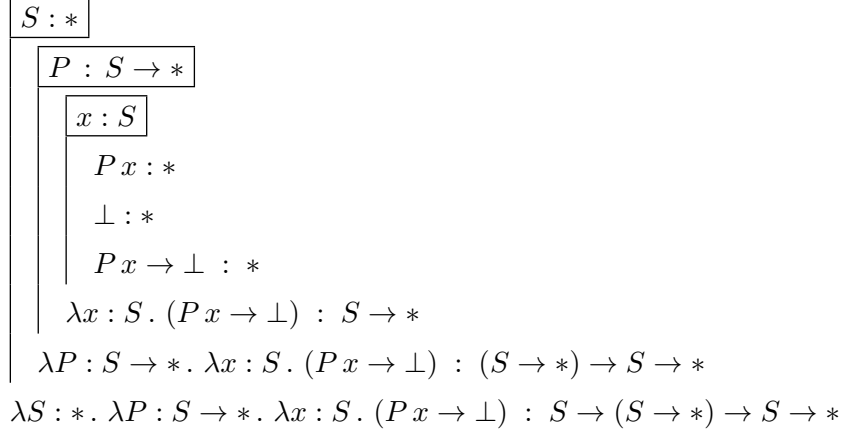 S : ∗
P : S → ∗
x : S
P x : ∗
⊥ : ∗
P x → ⊥ : ∗
λx : S . (P x → ⊥) : S → ∗
λP : S → ∗ . λx : S . (P x → ⊥) : (S → ∗) → S → ∗
λS : ∗ . λP : S → ∗ . λx : S . (P x → ⊥) : S → (S → ∗) → S → ∗